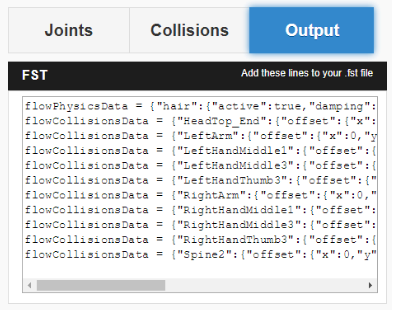 Joints
Collisions
Output
FST
Add these lines to your .fst file
flowPhysicsData = {"hair":{"active":true,"damping":
flowCollisionsData = {"HeadTop_End":{"offset":{"x":
flowCollisionsData = {"LeftArm":{"offset":{"x":0,"y
flowCollisionsData = {"LeftHandMiddle1":{"offset":{
flowCollisionsData = {"LeftHandMiddle3":{"offset":{
flowCollisionsData = {"LeftHandThumb3":{"offset":{"
flowCollisionsData = {"RightArm":{"offset":{"x":0,"
flowCollisionsData = {"RightHandMiddle1":{"offset":
flowCollisionsData = {"RightHandMiddle3":{"offset":
flowCollisionsData = {"RightHandThumb3":{"offset":{
flowCollisionsData = {"Spine2":{"offset":{"x":0,"y"